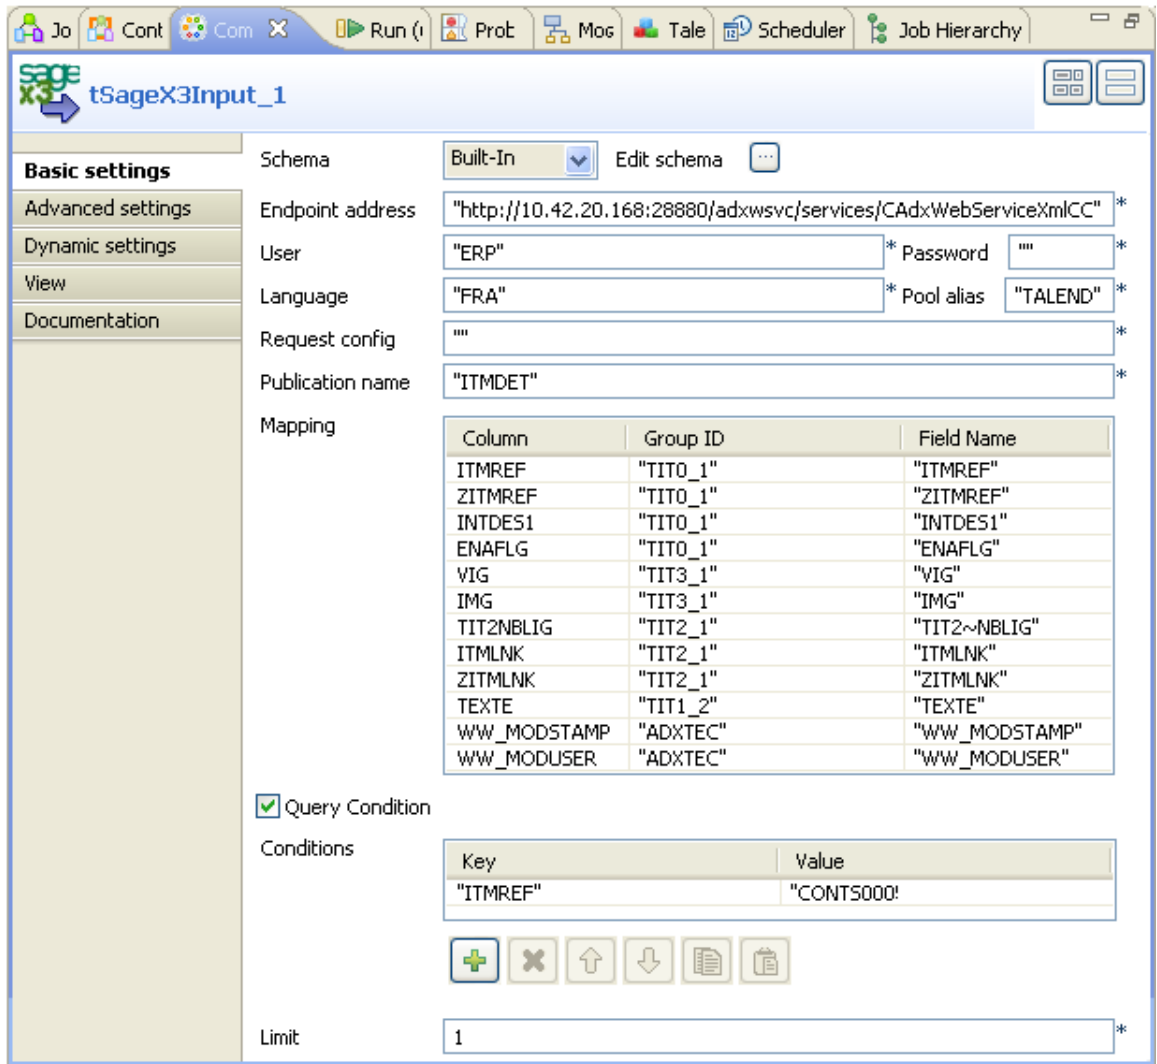 Jo Cont Com Run ( Prob Moc Tale Scheduler Job Hierarchy
sage x3 tSageX3Input_1
Basic settings
Advanced settings
Dynamic settings
View
Documentation
Schema Built-In Edit schema ...
Endpoint address "http://10.42.20.168:28880/adxwsvc/services/CAdxWebServiceXmlCC" *
User "ERP" * Password "" *
Language "FRA" * Pool alias "TALEND" *
Request config "" *
Publication name "ITMDET" *
Mapping
Column Group ID Field Name
ITMREF "TIT0_1" "ITMREF"
ZITMREF "TIT0_1" "ZITMREF"
INTDES1 "TIT0_1" "INTDES1"
ENAFLG "TIT0_1" "ENAFLG"
VIG "TIT3_1" "VIG"
IMG "TIT3_1" "IMG"
TIT2NBLIG "TIT2_1" "TIT2~NBLIG"
ITMLNK "TIT2_1" "ITMLNK"
ZITMLNK "TIT2_1" "ZITMLNK"
TEXTE "TIT1_2" "TEXTE"
WW_MODSTAMP "ADXTEC" "WW_MODSTAMP"
WW_MODUSER "ADXTEC" "WW_MODUSER"
Query Condition
Conditions
Key Value
"ITMREF" "CONTS000
Limit 1 *